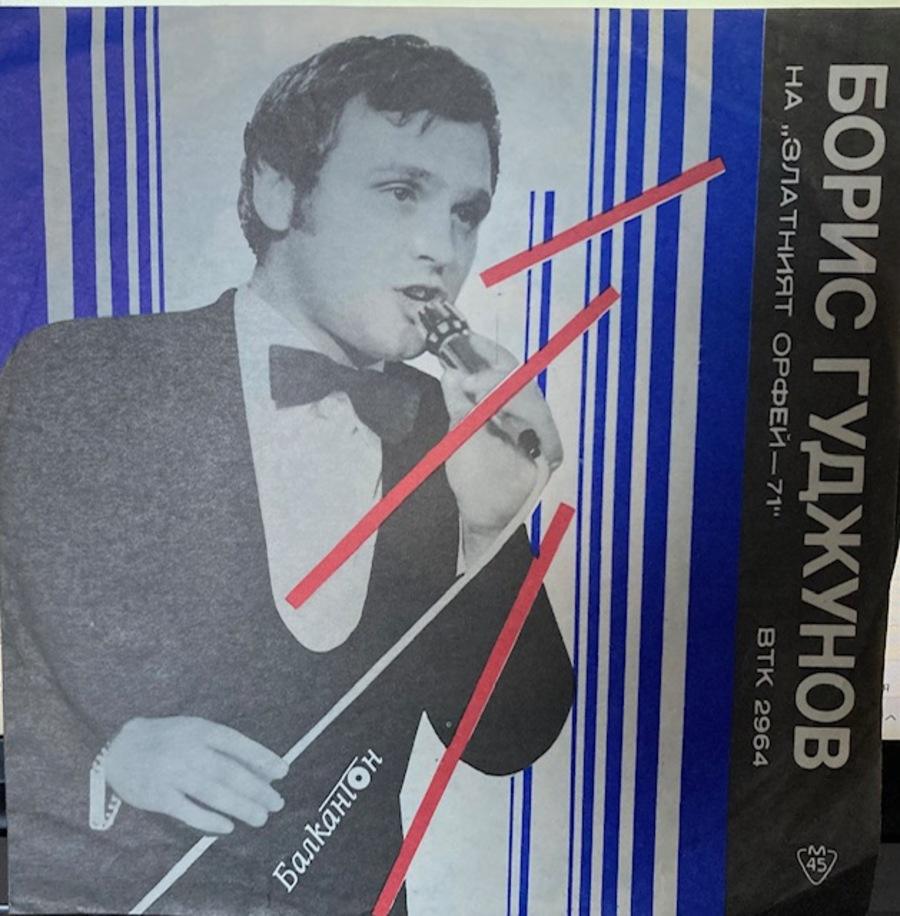 БОРИС ГУДЖУНОВ
НА „ЗЛАТНИЯТ ОРФЕЙ—71“
ВТК 2964
Балкантон
М
45